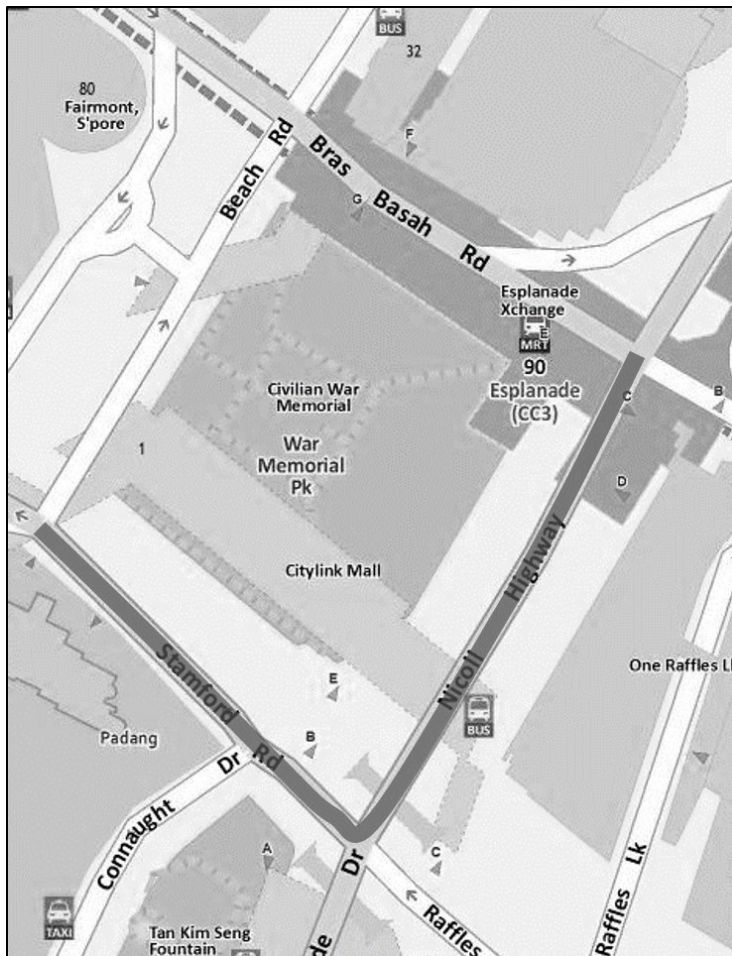 BUS
32
80
Fairmont,
S'pore
F
Beach Rd
Bras Basah Rd
G
Esplanade
Xchange
E
MRT
90
Esplanade
(CC3)
B
C
Civilian War
Memorial
War
Memorial
Pk
D
1
Citylink Mall
Nicoll Highway
Stamford Rd
One Raffles L
E
BUS
B
Padang
Connaught Dr
A
C
Dr
Raffles
Raffles Lk
TAXI
Tan Kim Seng
Fountain
de